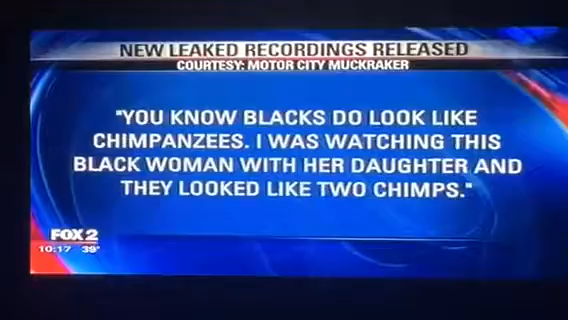 NEW LEAKED RECORDINGS RELEASED
COURTESY: MOTOR CITY MUCKRAKER
"YOU KNOW BLACKS DO LOOK LIKE
CHIMPANZEES. I WAS WATCHING THIS
BLACK WOMAN WITH HER DAUGHTER AND
THEY LOOKED LIKE TWO CHIMPS."
FOX 2
10:17 39°